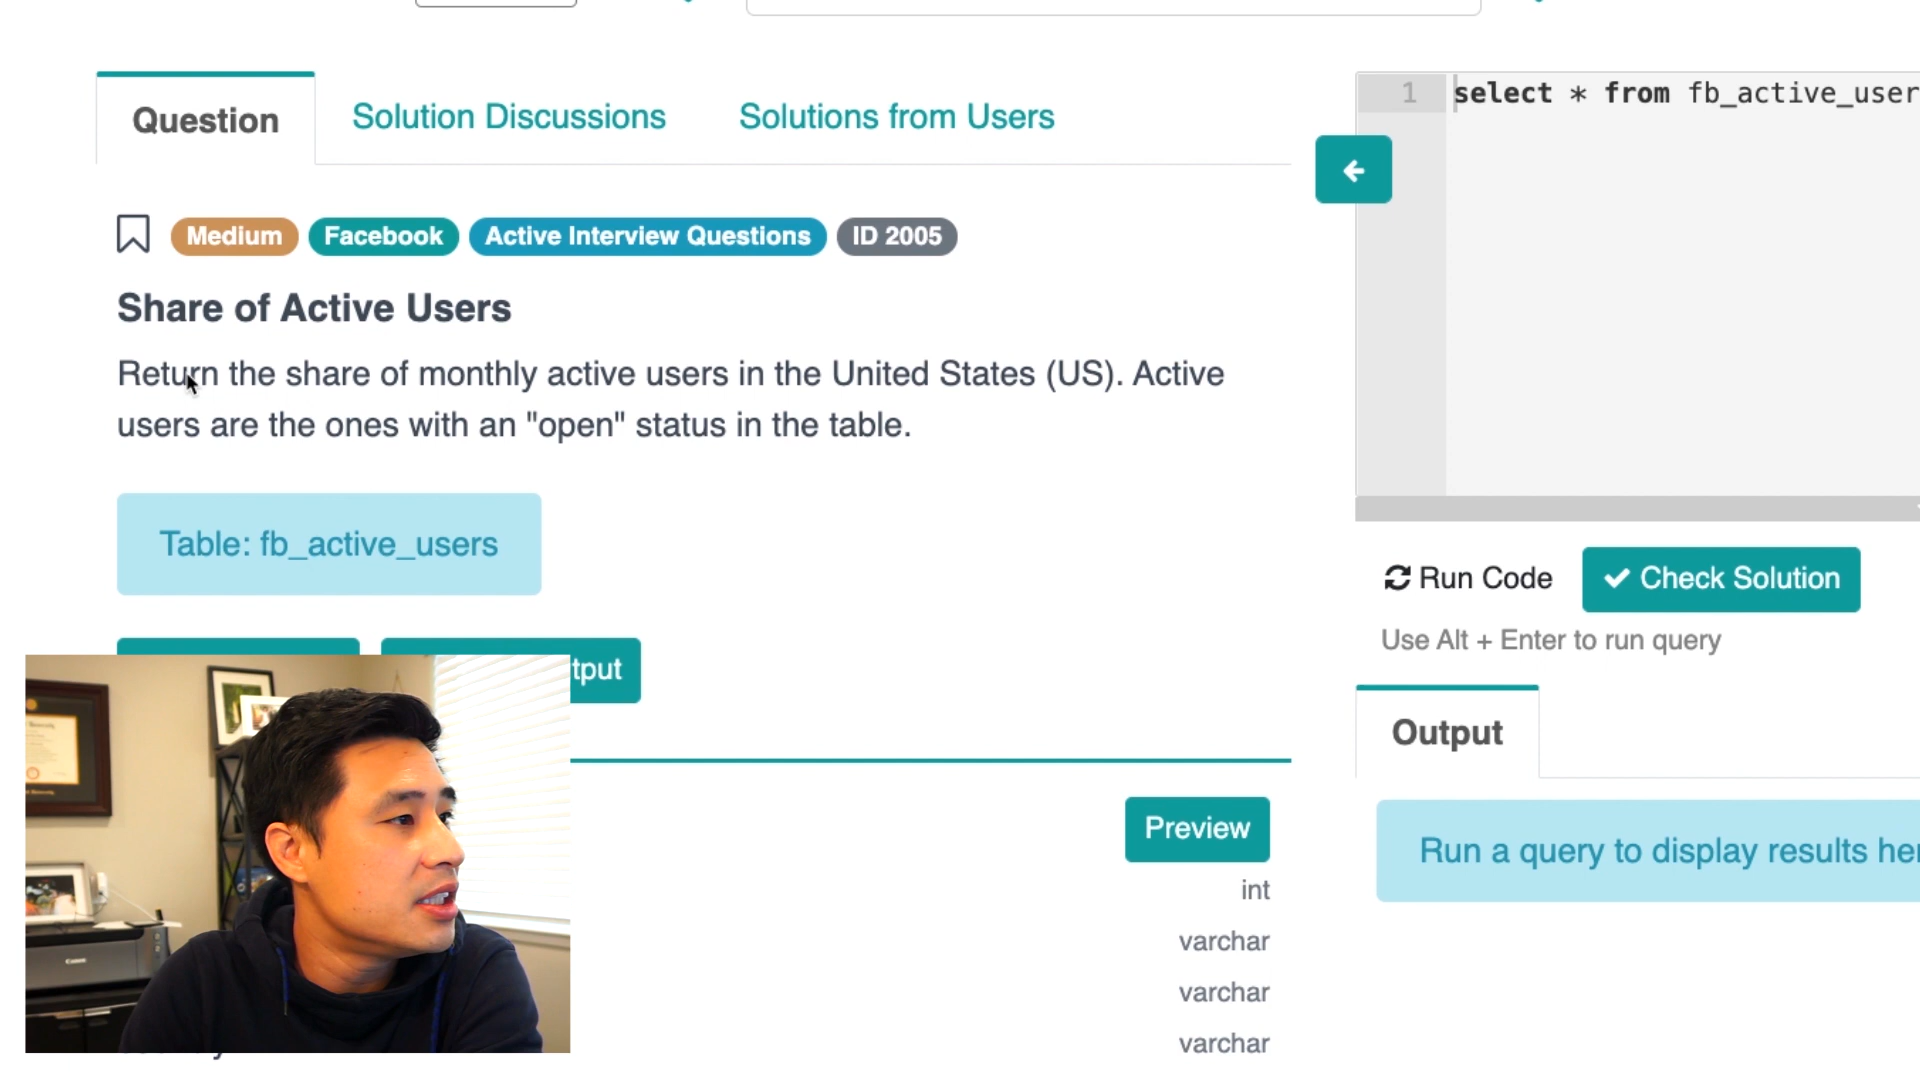 Question
Solution Discussions
Solutions from Users
Medium
Facebook
Active Interview Questions
ID 2005
Share of Active Users
Return the share of monthly active users in the United States (US). Active
users are the ones with an "open" status in the table.
Table: fb_active_users
tput
Preview
int
varchar
varchar
varchar
1
select * from fb_active_user
Run Code
Check Solution
Use Alt + Enter to run query
Output
Run a query to display results her
Canon